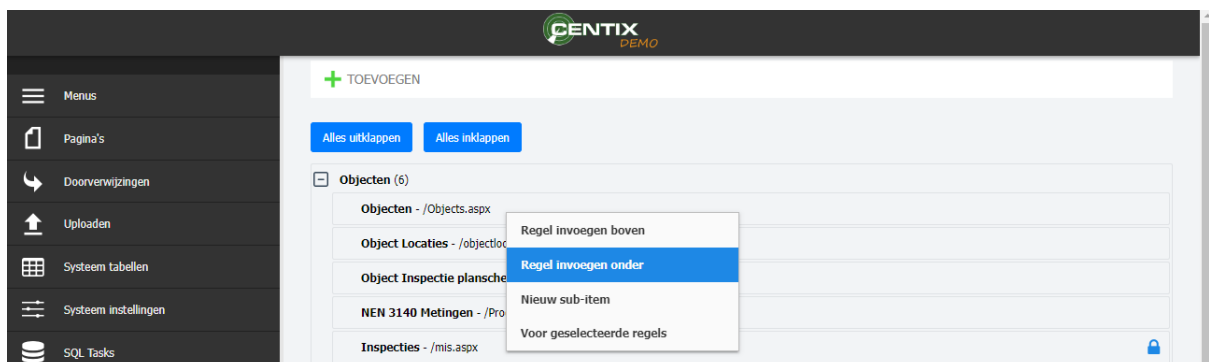 CENTIX
DEMO
TOEVOEGEN
Menus
Pagina's
Doorverwijzingen
Uploaden
Systeem tabellen
Systeem instellingen
SQL Tasks
Alles uitklappen
Alles inklappen
Objecten (6)
Objecten - /Objects.aspx
Object Locaties - /objectloc
Object Inspectie plansche
NEN 3140 Metingen - /Pro
Inspecties - /mis.aspx
Regel invoegen boven
Regel invoegen onder
Nieuw sub-item
Voor geselecteerde regels